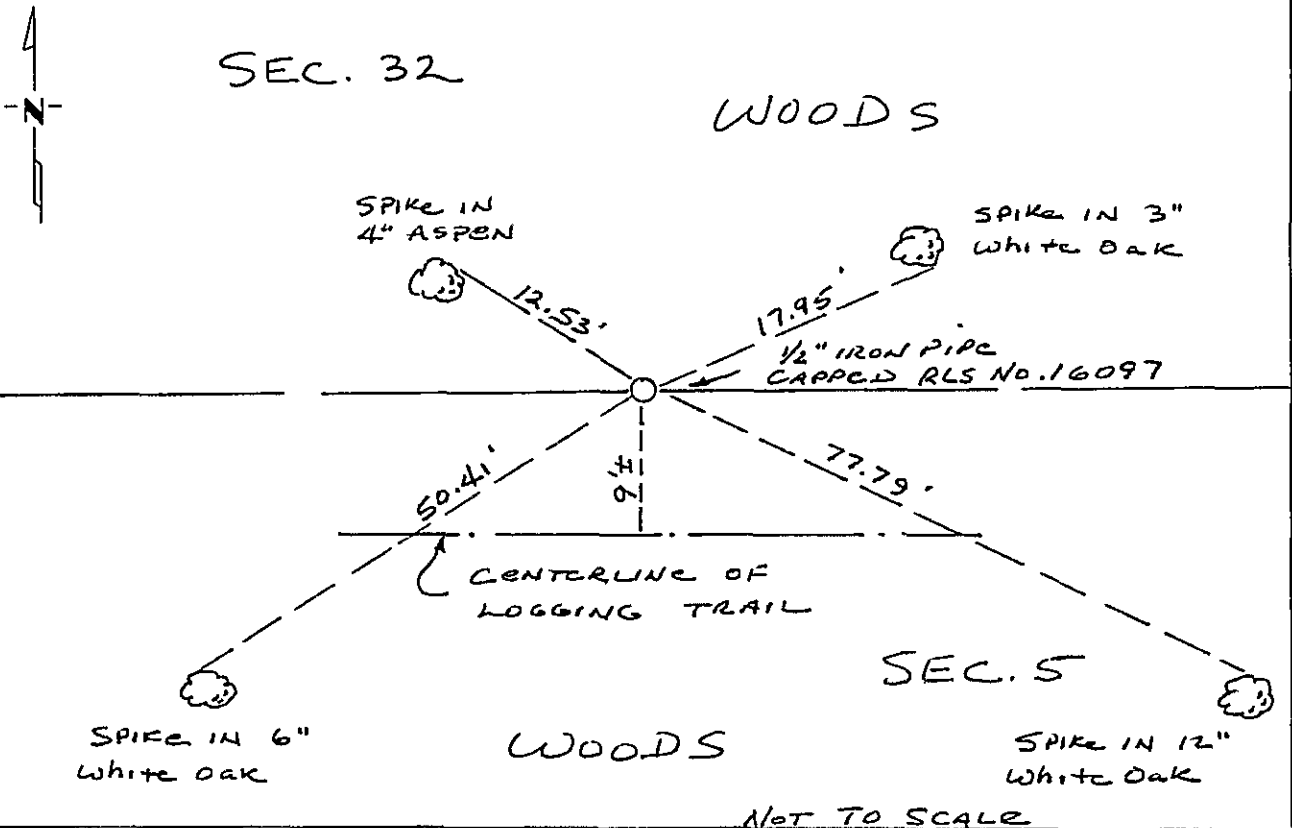 SEC. 32
WOODS
N
SPIKE IN
4" ASPEN
SPIKE IN 3"
White Oak
12.53'
17.95'
1/2" IRON PIPE
CAPPED RLS NO. 16097
50.41'
9'±
77.79'
CENTERLINE OF
LOGGING TRAIL
SEC. 5
SPIKE IN 6"
White Oak
WOODS
SPIKE IN 12"
White Oak
NOT TO SCALE